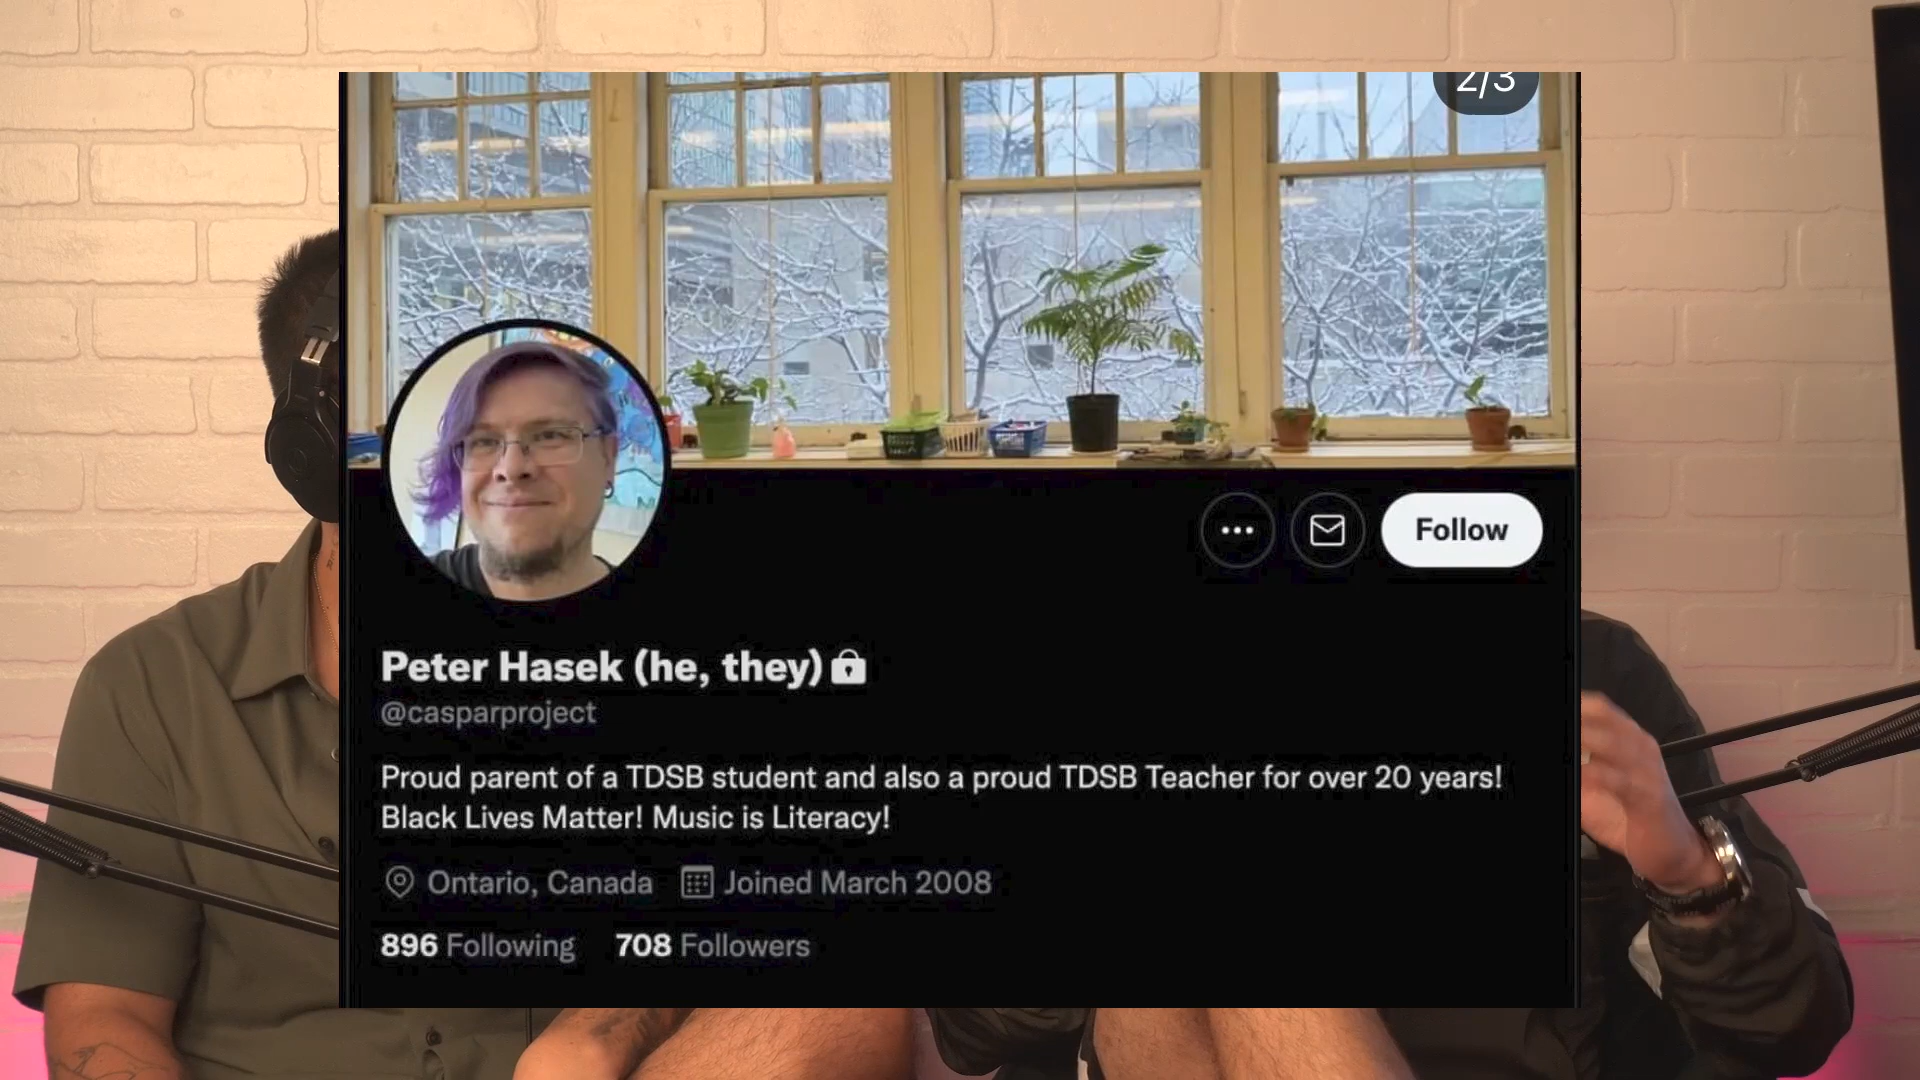 2/3
Follow
Peter Hasek (he, they)
@casparproject
Proud parent of a TDSB student and also a proud TDSB Teacher for over 20 years!
Black Lives Matter! Music is Literacy!
Ontario, Canada Joined March 2008
896 Following 708 Followers